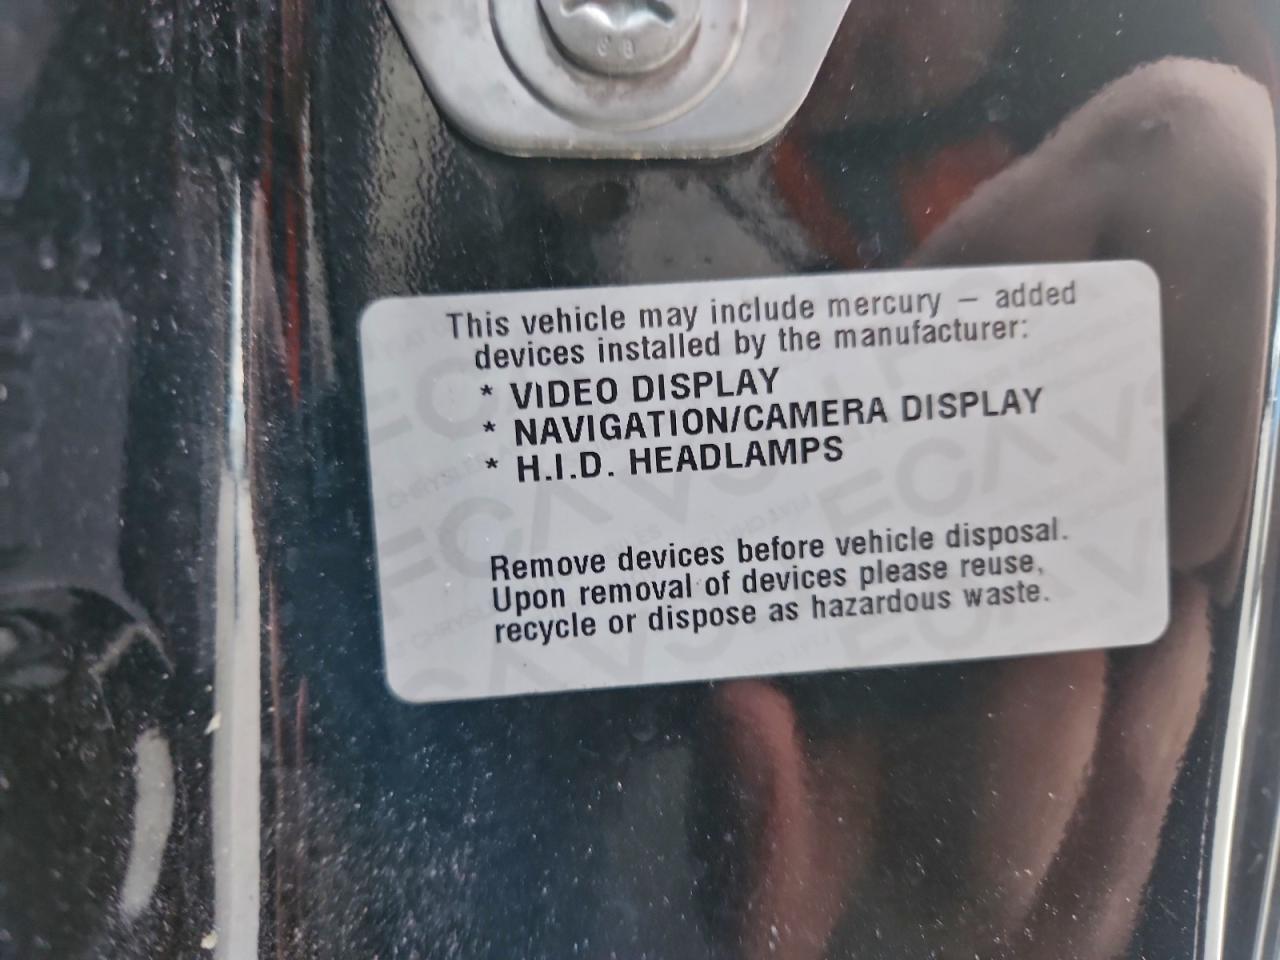 This vehicle may include mercury – added
devices installed by the manufacturer:
* VIDEO DISPLAY
* NAVIGATION/CAMERA DISPLAY
* H.I.D. HEADLAMPS
Remove devices before vehicle disposal.
Upon removal of devices please reuse,
recycle or dispose as hazardous waste.